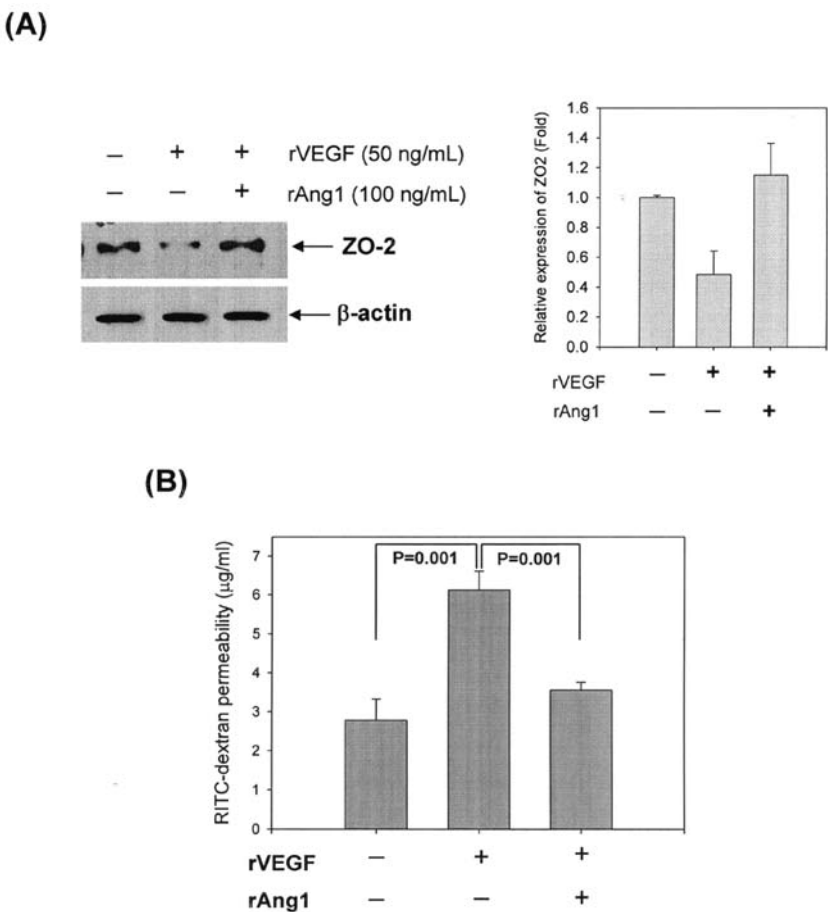 (A)
– + + rVEGF (50 ng/mL)
– – + rAng1 (100 ng/mL)
ZO-2
β-actin
Relative expression of ZO2 (Fold)
1.6
1.4
1.2
1.0
0.8
0.6
0.4
0.2
0.0
rVEGF – + +
rAng1 – – +
(B)
RITC-dextran permeability (μg/ml)
7
6
5
4
3
2
1
0
P=0.001 P=0.001
rVEGF – + +
rAng1 – – +